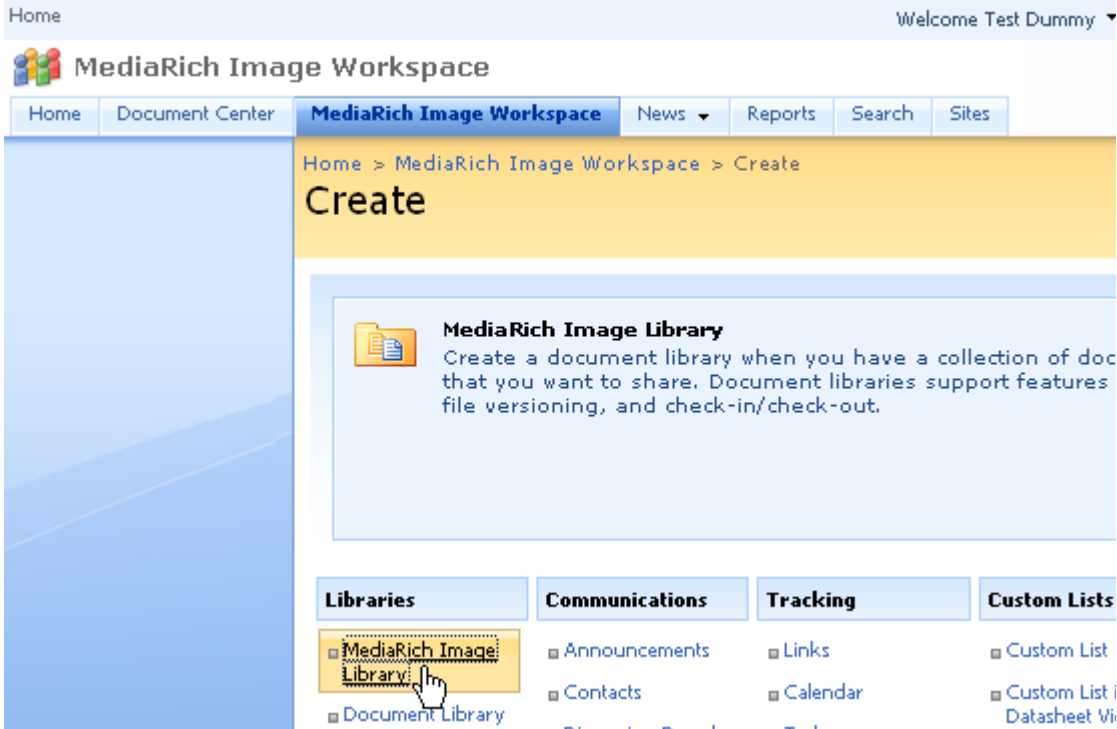 Home
Welcome Test Dummy
MediaRich Image Workspace
Home Document Center MediaRich Image Workspace News Reports Search Sites
Home > MediaRich Image Workspace > Create
Create
MediaRich Image Library
Create a document library when you have a collection of doc
that you want to share. Document libraries support features
file versioning, and check-in/check-out.
Libraries
MediaRich Image
Library
Document Library
Communications
Announcements
Contacts
Tracking
Links
Calendar
Custom Lists
Custom List
Custom List
Datasheet